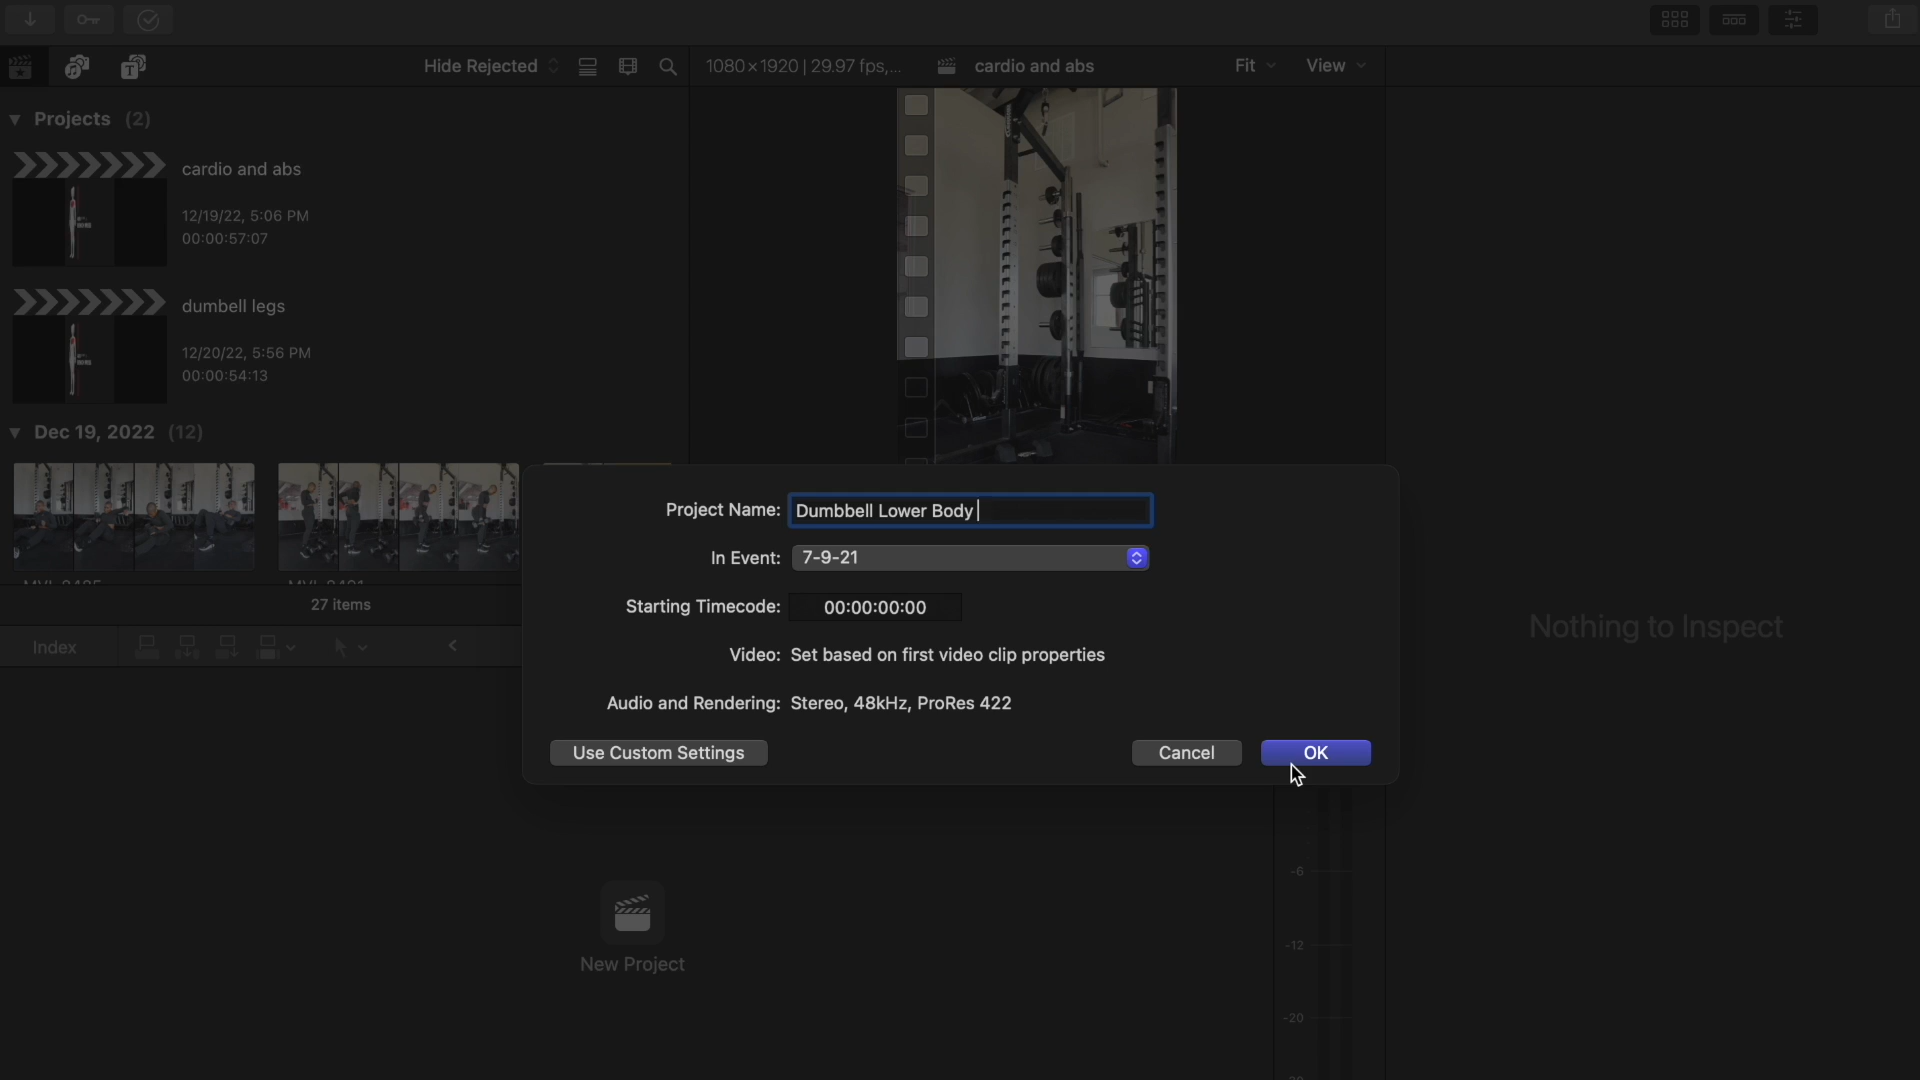 Hide Rejected
1080×1920 | 29.97 fps,...
cardio and abs
Fit
View
Projects (2)
cardio and abs
12/19/22, 5:06 PM
00:00:57:07
dumbell legs
12/20/22, 5:56 PM
00:00:54:13
Dec 19, 2022 (12)
Project Name: Dumbbell Lower Body
In Event: 7-9-21
27 items
Starting Timecode: 00:00:00:00
Nothing to Inspect
Index
Video: Set based on first video clip properties
Audio and Rendering: Stereo, 48kHz, ProRes 422
Use Custom Settings
Cancel
OK
-6
-12
New Project
-20